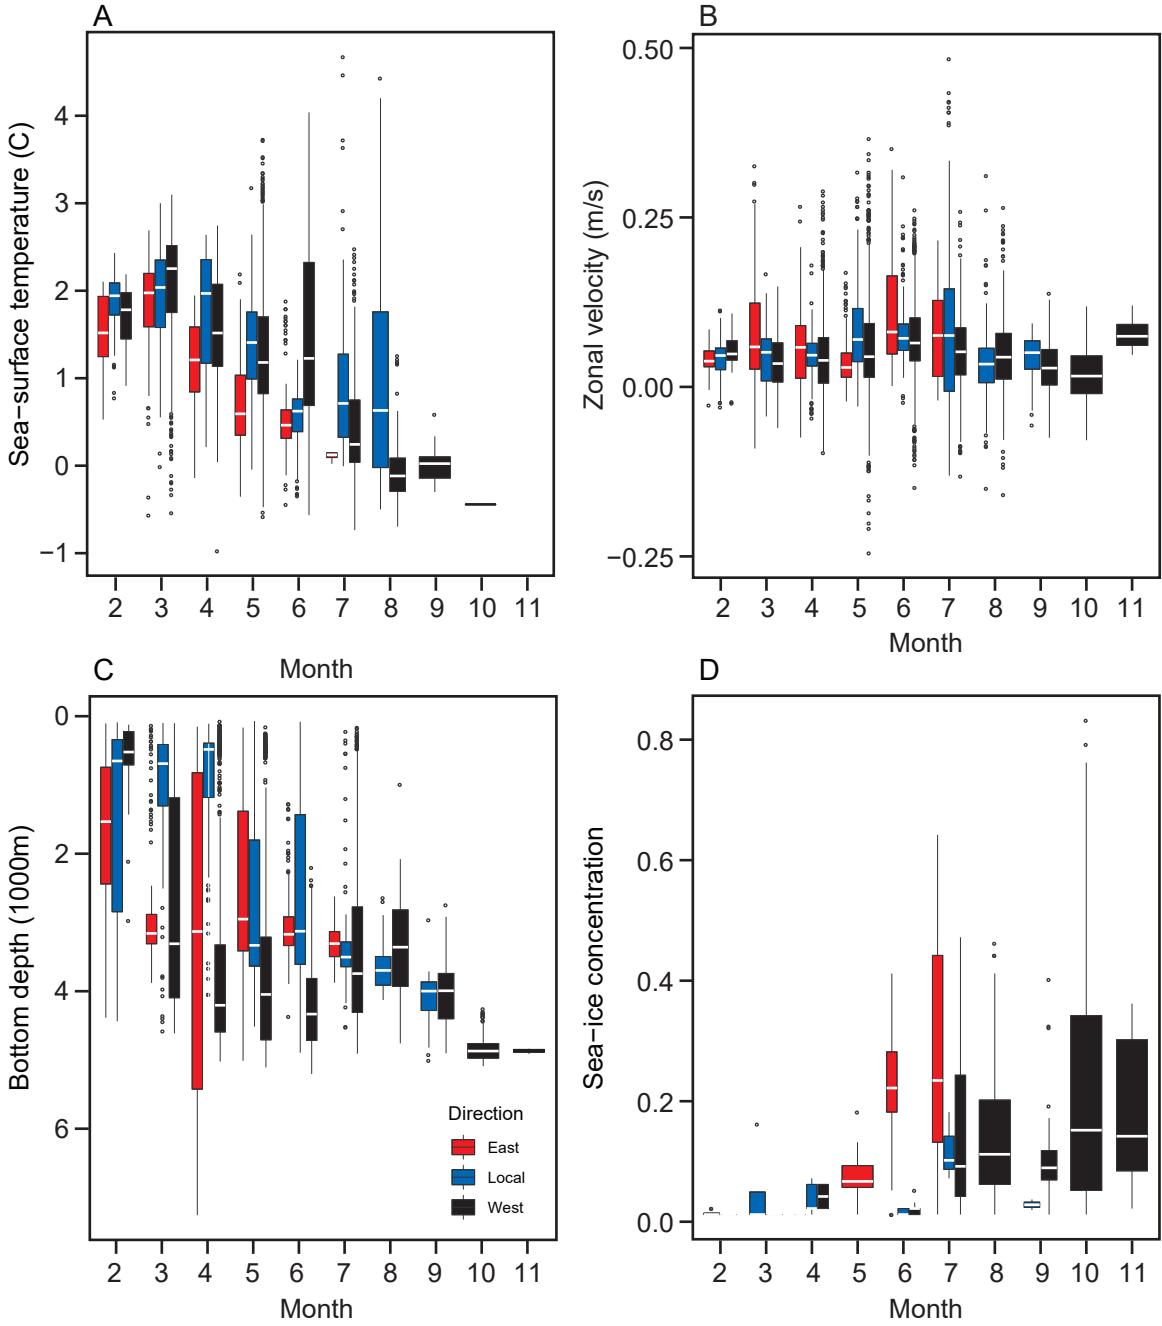 A
Sea−surface temperature (C)
4
3
2
1
0
−1
2 3 4 5 6 7 8 9 10 11
Month
B
Zonal velocity (m/s)
0.50
0.25
0.00
−0.25
2 3 4 5 6 7 8 9 10 11
Month
C
Bottom depth (1000m)
0
2
4
6
Direction
East
Local
West
2 3 4 5 6 7 8 9 10 11
Month
D
Sea−ice concentration
0.8
0.6
0.4
0.2
0.0
2 3 4 5 6 7 8 9 10 11
Month